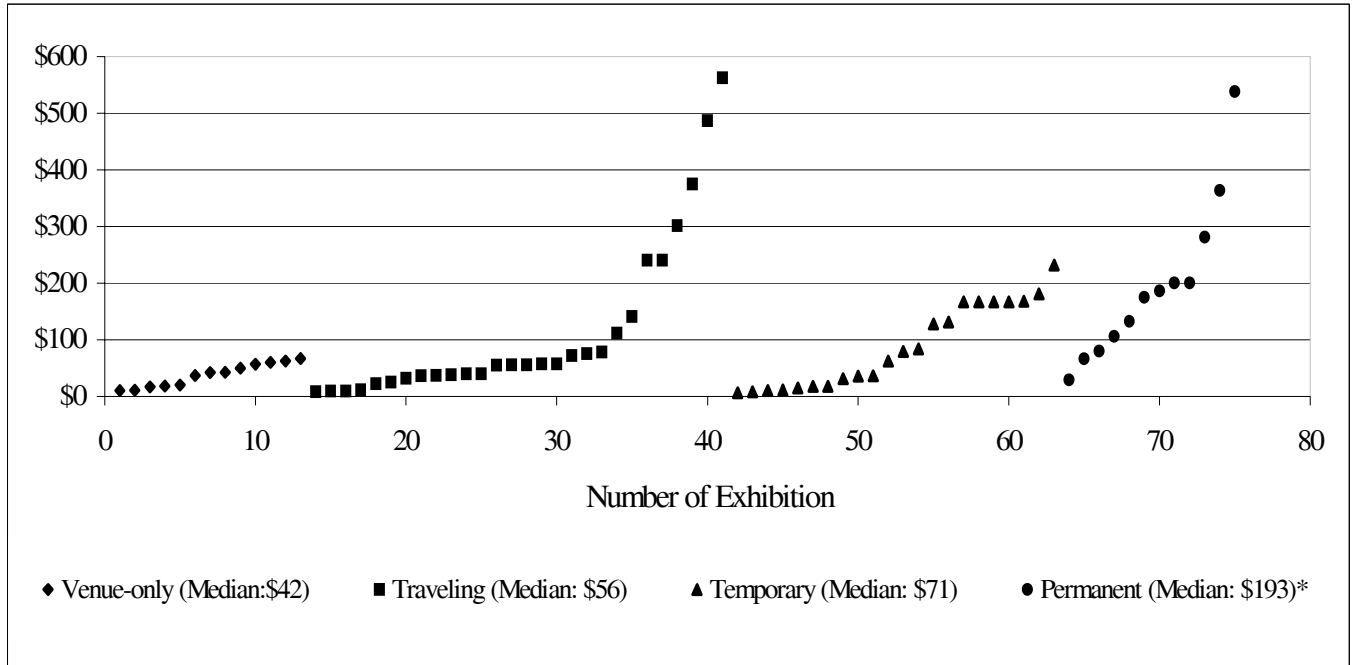 $600
$500
$400
$300
$200
$100
$0
0 10 20 30 40 50 60 70 80
Number of Exhibition
Venue-only (Median:$42) Traveling (Median: $56) Temporary (Median: $71) Permanent (Median: $193)*